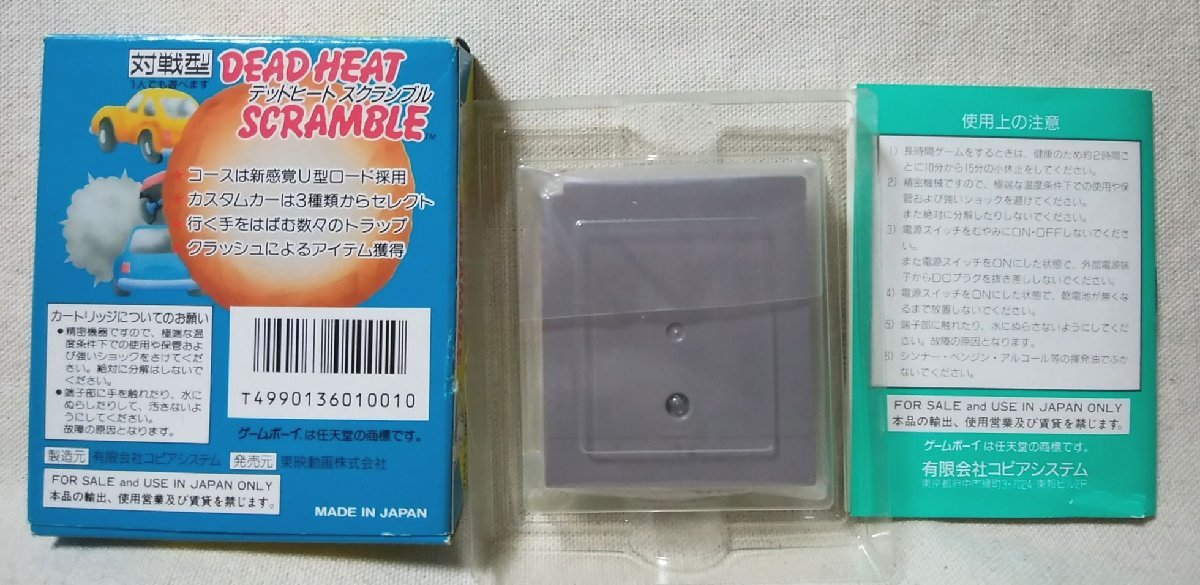 対戦型
1人でも遊べます
DEAD HEAT
デッドヒート スクランブル
SCRAMBLE™
★コースは新感覚U型ロード採用
★カスタムカーは3種類からセレクト
★行く手をはばむ数々のトラップ
★クラッシュによるアイテム獲得
カートリッジについてのお願い
●精密機器ですので、極端な温
度条件下での使用や保管およ
び強いショックをさけてくだ
さい。絶対に分解はしないで
ください。
●端子部に手を触れたり、水に
ぬらしたりして、汚さないよ
うにしてください。
故障の原因となります。
T4990136010010
ゲームボーイは任天堂の商標です。
製造元 有限会社コピアシステム 発売元 東映動画株式会社
FOR SALE and USE IN JAPAN ONLY
本品の輸出、使用営業及び賃貸を禁じます。
MADE IN JAPAN
使用上の注意
1) 長時間ゲームをするときは、健康のため約2時間ご
とに10分から15分の小休止をしてください。
2) 精密機械ですので、極端な温度条件下での使用や保
管および強いショックを避けてください。
また絶対に分解したりしないでください。
3) 電源スイッチをむやみにON・OFFしないでくださ
い。
また電源スイッチをONにした状態で、外部電源端
子からDCプラグを抜き差ししないでください。
4) 電源スイッチをONにした状態で、乾電池が無くな
るまで放置しないでください。
5) 端子部に触れたり、水にぬらさないようにしてくだ
さい。故障の原因となります。
6) シンナー・ベンジン・アルコール等の揮発油でふか
ないでください。
FOR SALE and USE IN JAPAN ONLY
本品の輸出、使用営業及び賃貸を禁じます。
ゲームボーイは任天堂の商標です。
有限会社コピアシステム
東京都府中市緑町3-7024 東邦ビル2F